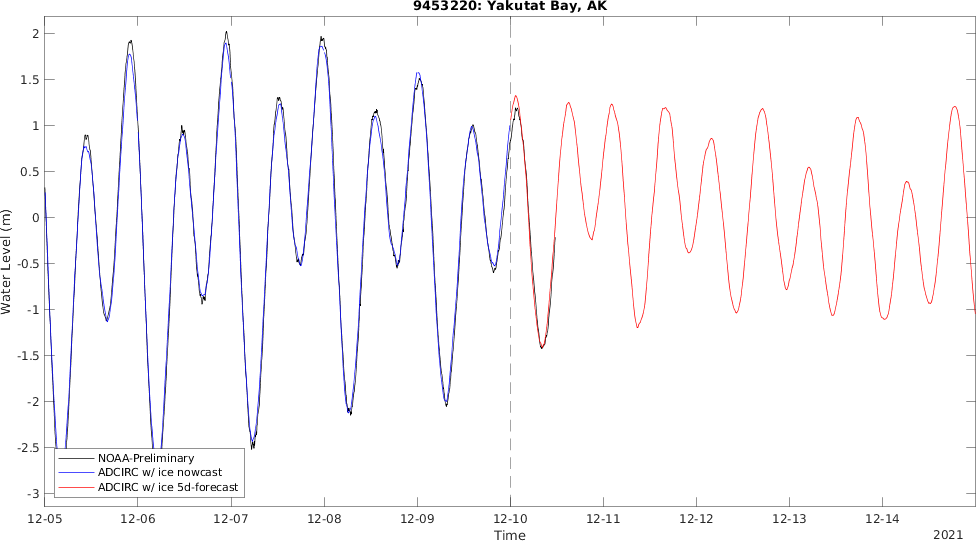 9453220: Yakutat Bay, AK
Water Level (m)
2
1.5
1
0.5
0
-0.5
-1
-1.5
-2
-2.5
-3
NOAA-Preliminary
ADCIRC w/ ice nowcast
ADCIRC w/ ice 5d-forecast
12-05 12-06 12-07 12-08 12-09 12-10 12-11 12-12 12-13 12-14
Time
2021